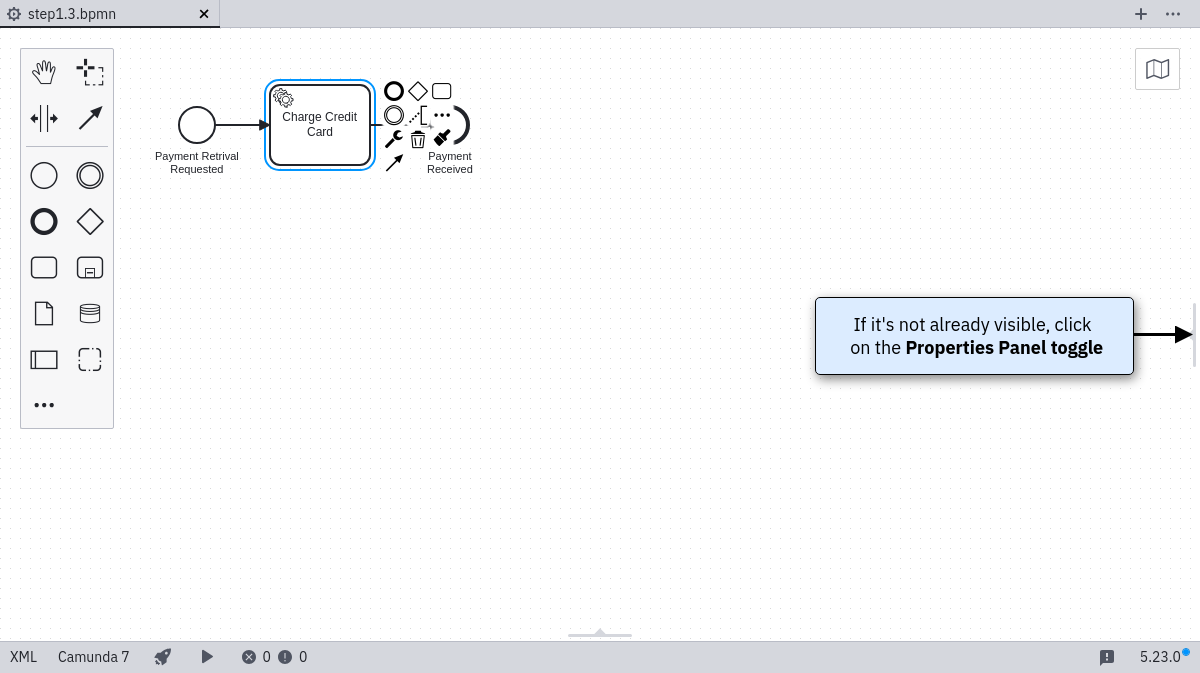 step1.3.bpmn
Charge Credit
Card
Payment Retrival
Requested
Payment
Received
If it's not already visible, click
on the Properties Panel toggle
XML Camunda 7 0 0 5.23.0